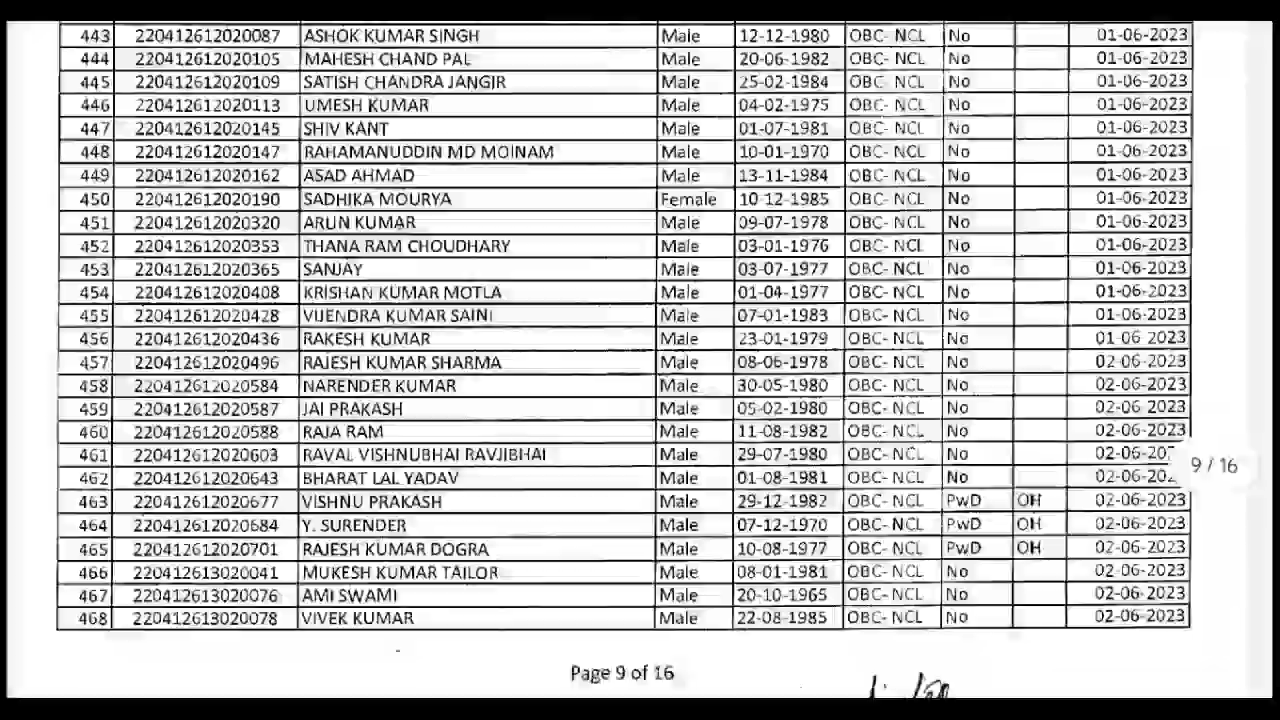 443 220412612020087 ASHOK KUMAR SINGH Male 12-12-1980 OBC- NCL No 01-06-2023
444 220412612020105 MAHESH CHAND PAL Male 20-06-1982 OBC- NCL No 01-06-2023
445 220412612020109 SATISH CHANDRA JANGIR Male 25-02-1984 OBC- NCL No 01-06-2023
446 220412612020113 UMESH KUMAR Male 04-02-1975 OBC- NCL No 01-06-2023
447 220412612020145 SHIV KANT Male 01-07-1981 OBC- NCL No 01-06-2023
448 220412612020147 RAHAMANUDDIN MD MOINAM Male 10-01-1970 OBC- NCL No 01-06-2023
449 220412612020162 ASAD AHMAD Male 13-11-1984 OBC- NCL No 01-06-2023
450 220412612020190 SADHIKA MOURYA Female 10-12-1985 OBC- NCL No 01-06-2023
451 220412612020320 ARUN KUMAR Male 09-07-1978 OBC- NCL No 01-06-2023
452 220412612020353 THANA RAM CHOUDHARY Male 03-01-1976 OBC- NCL No 01-06-2023
453 220412612020365 SANJAY Male 03-07-1977 OBC- NCL No 01-06-2023
454 220412612020408 KRISHAN KUMAR MOTLA Male 01-04-1977 OBC- NCL No 01-06-2023
455 220412612020428 VIJENDRA KUMAR SAINI Male 07-01-1983 OBC- NCL No 01-06-2023
456 220412612020436 RAKESH KUMAR Male 23-01-1979 OBC- NCL No 01-06-2023
457 220412612020496 RAJESH KUMAR SHARMA Male 08-06-1978 OBC- NCL No 02-06-2023
458 220412612020584 NARENDER KUMAR Male 30-05-1980 OBC- NCL No 02-06-2023
459 220412612020587 JAI PRAKASH Male 05-02-1980 OBC- NCL No 02-06-2023
460 220412612020588 RAJA RAM Male 11-08-1982 OBC- NCL No 02-06-2023
461 220412612020603 RAVAL VISHNUBHAI RAVJIBHAI Male 29-07-1980 OBC- NCL No
462 220412612020643 BHARAT LAL YADAV Male 01-08-1981 OBC- NCL No
9 / 16
463 220412612020677 VISHNU PRAKASH Male 29-12-1982 OBC- NCL PwD OH 02-06-2023
464 220412612020684 Y. SURENDER Male 07-12-1970 OBC- NCL PwD OH 02-06-2023
465 220412612020701 RAJESH KUMAR DOGRA Male 10-08-1977 OBC- NCL PwD OH 02-06-2023
466 220412613020041 MUKESH KUMAR TAILOR Male 08-01-1981 OBC- NCL No 02-06-2023
467 220412613020076 AMI SWAMI Male 20-10-1965 OBC- NCL No 02-06-2023
468 220412613020078 VIVEK KUMAR Male 22-08-1985 OBC- NCL No 02-06-2023
Page 9 of 16